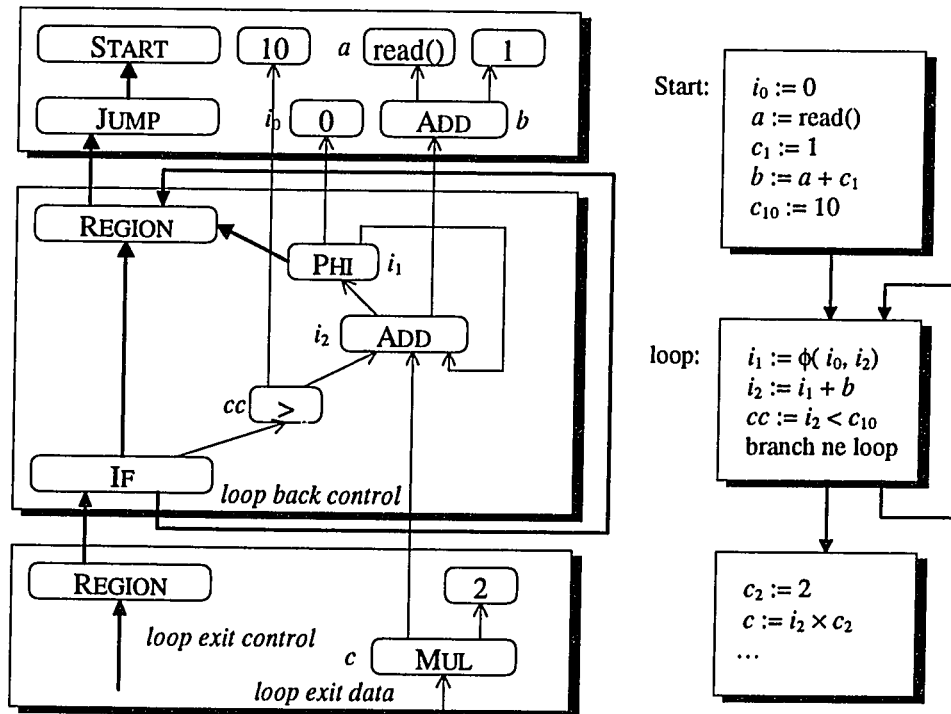 START
10
a
read()
1
JUMP
i₀
0
ADD
b
REGION
PHI
i₁
i₂
ADD
cc
>
IF
loop back control
REGION
2
loop exit control
c
MUL
loop exit data
Start:
i₀ := 0
a := read()
c₁ := 1
b := a + c₁
c₁₀ := 10
loop:
i₁ := ϕ( i₀, i₂)
i₂ := i₁ + b
cc := i₂ < c₁₀
branch ne loop
c₂ := 2
c := i₂ × c₂
...